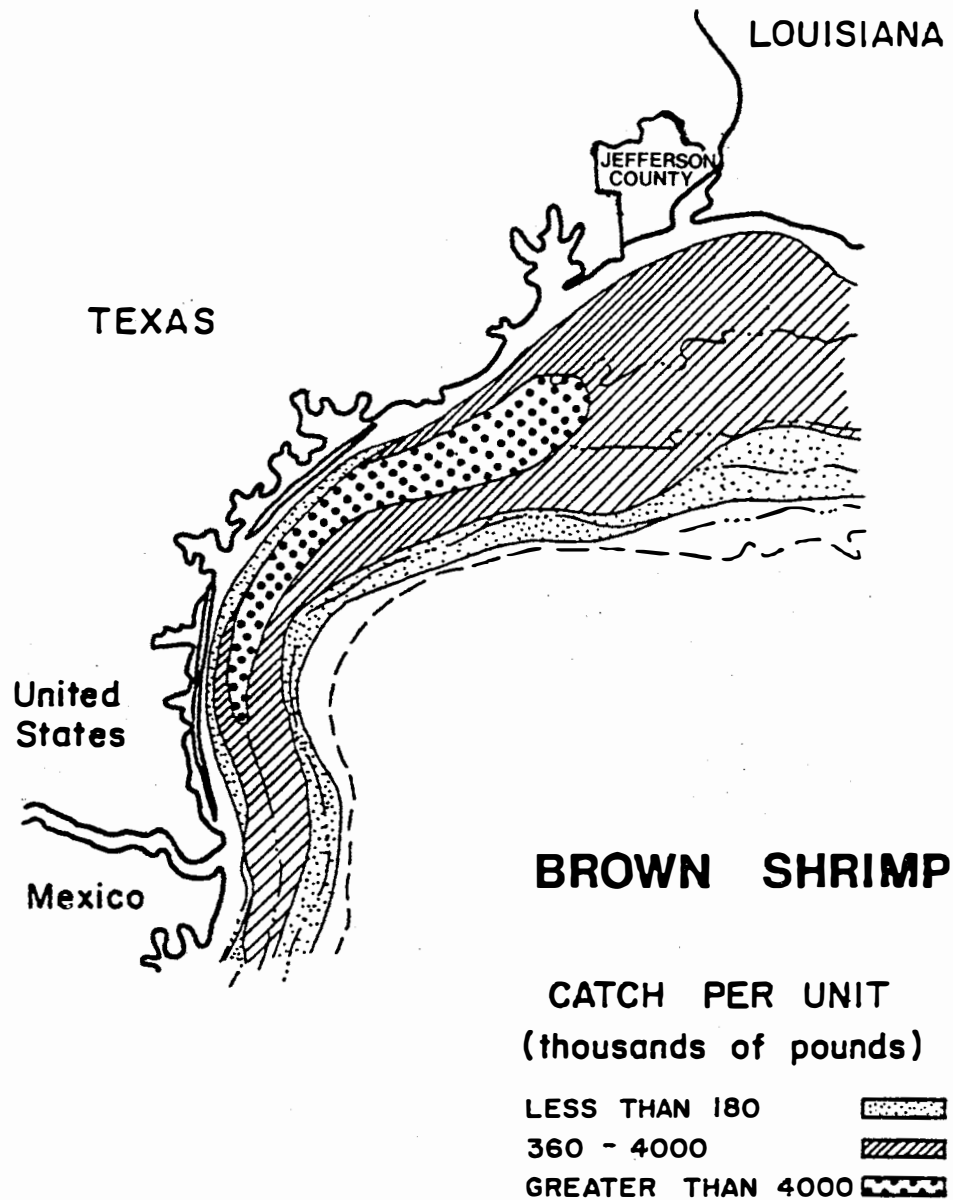 LOUISIANA
JEFFERSON
COUNTY
TEXAS
United
States
Mexico
BROWN SHRIMP
CATCH PER UNIT
(thousands of pounds)
LESS THAN 180
360 - 4000
GREATER THAN 4000